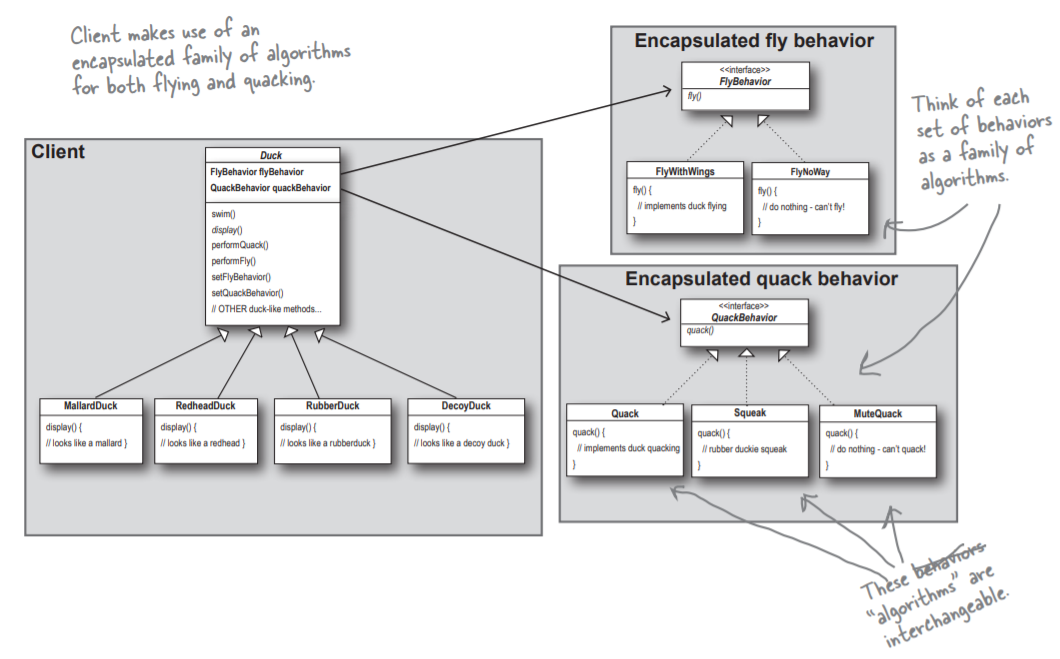 Client makes use of an
encapsulated family of algorithms
for both flying and quacking.
Client
Duck
FlyBehavior flyBehavior
QuackBehavior quackBehavior
swim()
display()
performQuack()
performFly()
setFlyBehavior()
setQuackBehavior()
// OTHER duck-like methods...
MallardDuck
display() {
// looks like a mallard }
RedheadDuck
display() {
// looks like a redhead }
RubberDuck
display() {
// looks like a rubberduck }
DecoyDuck
display() {
// looks like a decoy duck }
Encapsulated fly behavior
<<interface>>
FlyBehavior
fly()
FlyWithWings
fly() {
// implements duck flying
}
FlyNoWay
fly() {
// do nothing - can't fly!
}
Think of each
set of behaviors
as a family of
algorithms.
Encapsulated quack behavior
<<interface>>
QuackBehavior
quack()
Quack
quack() {
// implements duck quacking
}
Squeak
quack() {
// rubber duckie squeak
}
MuteQuack
quack() {
// do nothing - can't quack!
}
These behaviors
"algorithms" are
interchangeable.